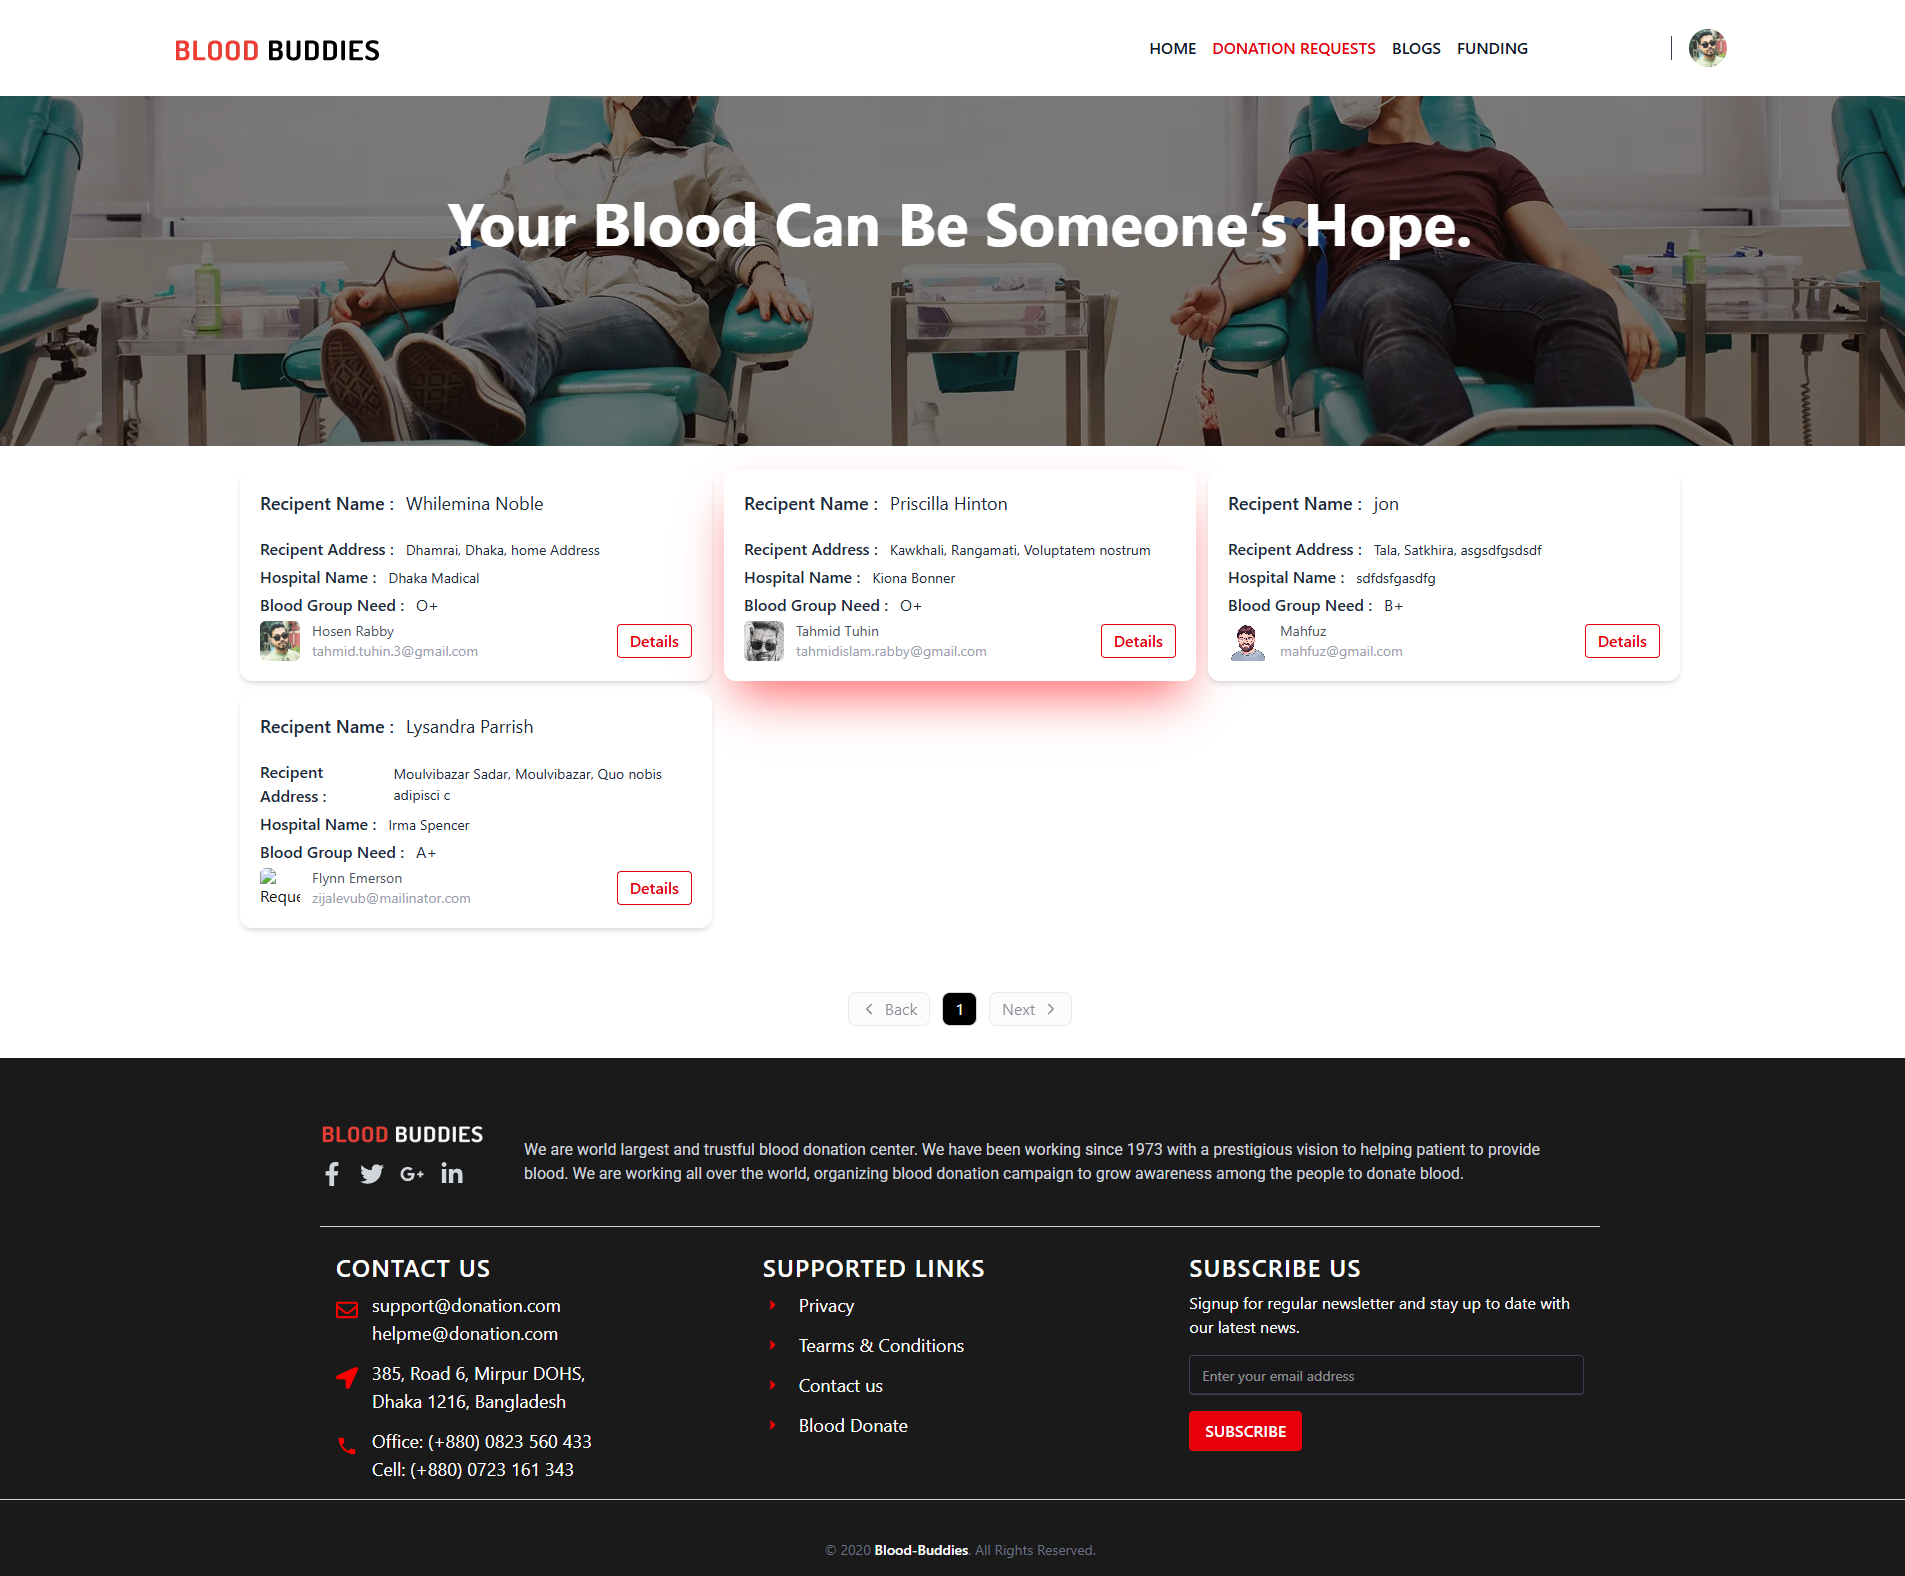 BLOOD BUDDIES
HOME DONATION REQUESTS BLOGS FUNDING
Your Blood Can Be Someone’s Hope.
Recipent Name : Whilemina Noble
Recipent Address : Dhamrai, Dhaka, home Address
Hospital Name : Dhaka Madical
Blood Group Need : O+
Hosen Rabby
tahmid.tuhin.3@gmail.com
Details
Recipent Name : Priscilla Hinton
Recipent Address : Kawkhali, Rangamati, Voluptatem nostrum
Hospital Name : Kiona Bonner
Blood Group Need : O+
Tahmid Tuhin
tahmidislam.rabby@gmail.com
Details
Recipent Name : jon
Recipent Address : Tala, Satkhira, asgsdfgsdsdf
Hospital Name : sdfdsfgasdfg
Blood Group Need : B+
Mahfuz
mahfuz@gmail.com
Details
Recipent Name : Lysandra Parrish
Recipent Address : Moulvibazar Sadar, Moulvibazar, Quo nobis
adipisci c
Hospital Name : Irma Spencer
Blood Group Need : A+
Reque
Flynn Emerson
zijalevub@mailinator.com
Details
Back 1 Next
BLOOD BUDDIES
We are world largest and trustful blood donation center. We have been working since 1973 with a prestigious vision to helping patient to provide
blood. We are working all over the world, organizing blood donation campaign to grow awareness among the people to donate blood.
CONTACT US
support@donation.com
helpme@donation.com
385, Road 6, Mirpur DOHS,
Dhaka 1216, Bangladesh
Office: (+880) 0823 560 433
Cell: (+880) 0723 161 343
SUPPORTED LINKS
Privacy
Tearms & Conditions
Contact us
Blood Donate
SUBSCRIBE US
Signup for regular newsletter and stay up to date with
our latest news.
Enter your email address
SUBSCRIBE
© 2020 Blood-Buddies. All Rights Reserved.